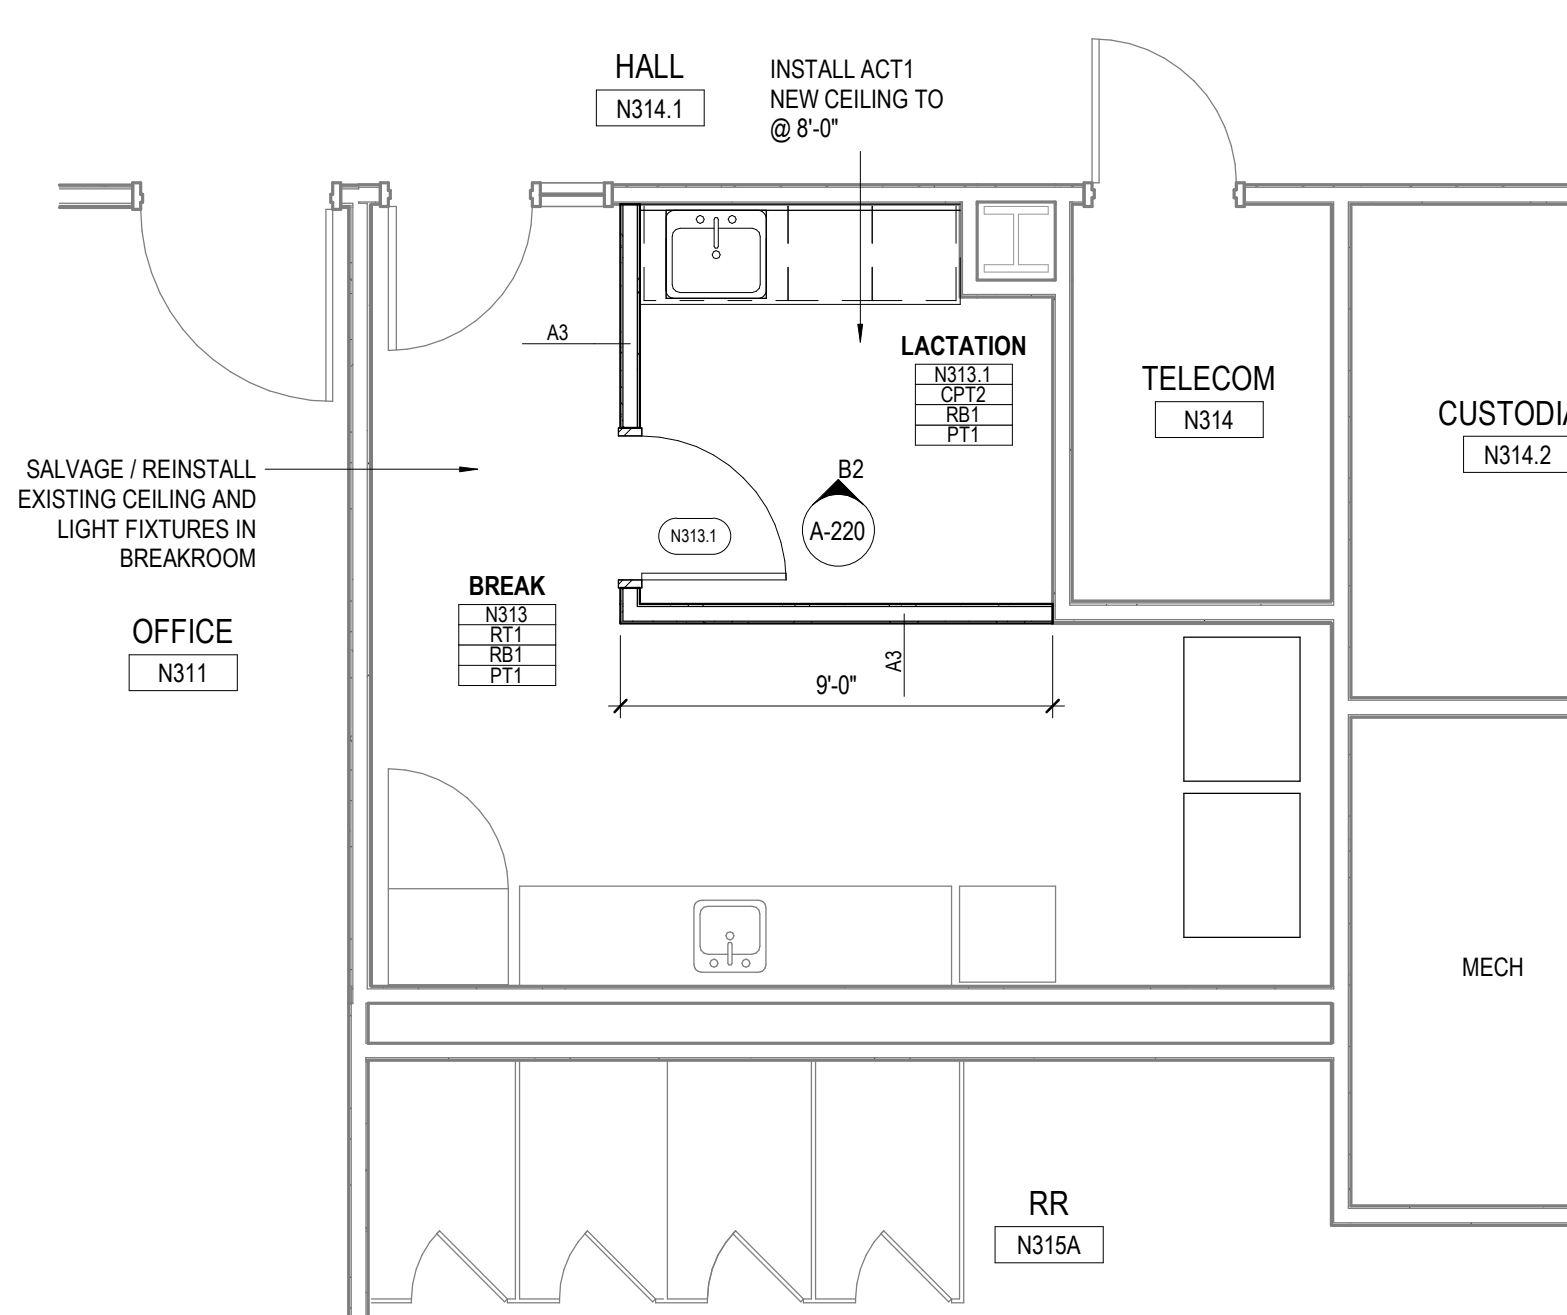 HALL
N314.1
INSTALL ACT1
NEW CEILING TO
@ 8'-0"
A3
LACTATION
N313.1
CPT2
RB1
PT1
TELECOM
N314
CUSTODIA
N314.2
SALVAGE / REINSTALL
EXISTING CEILING AND
LIGHT FIXTURES IN
BREAKROOM
B2
A-220
N313.1
BREAK
N313
RT1
RB1
PT1
OFFICE
N311
A3
9'-0"
MECH
RR
N315A